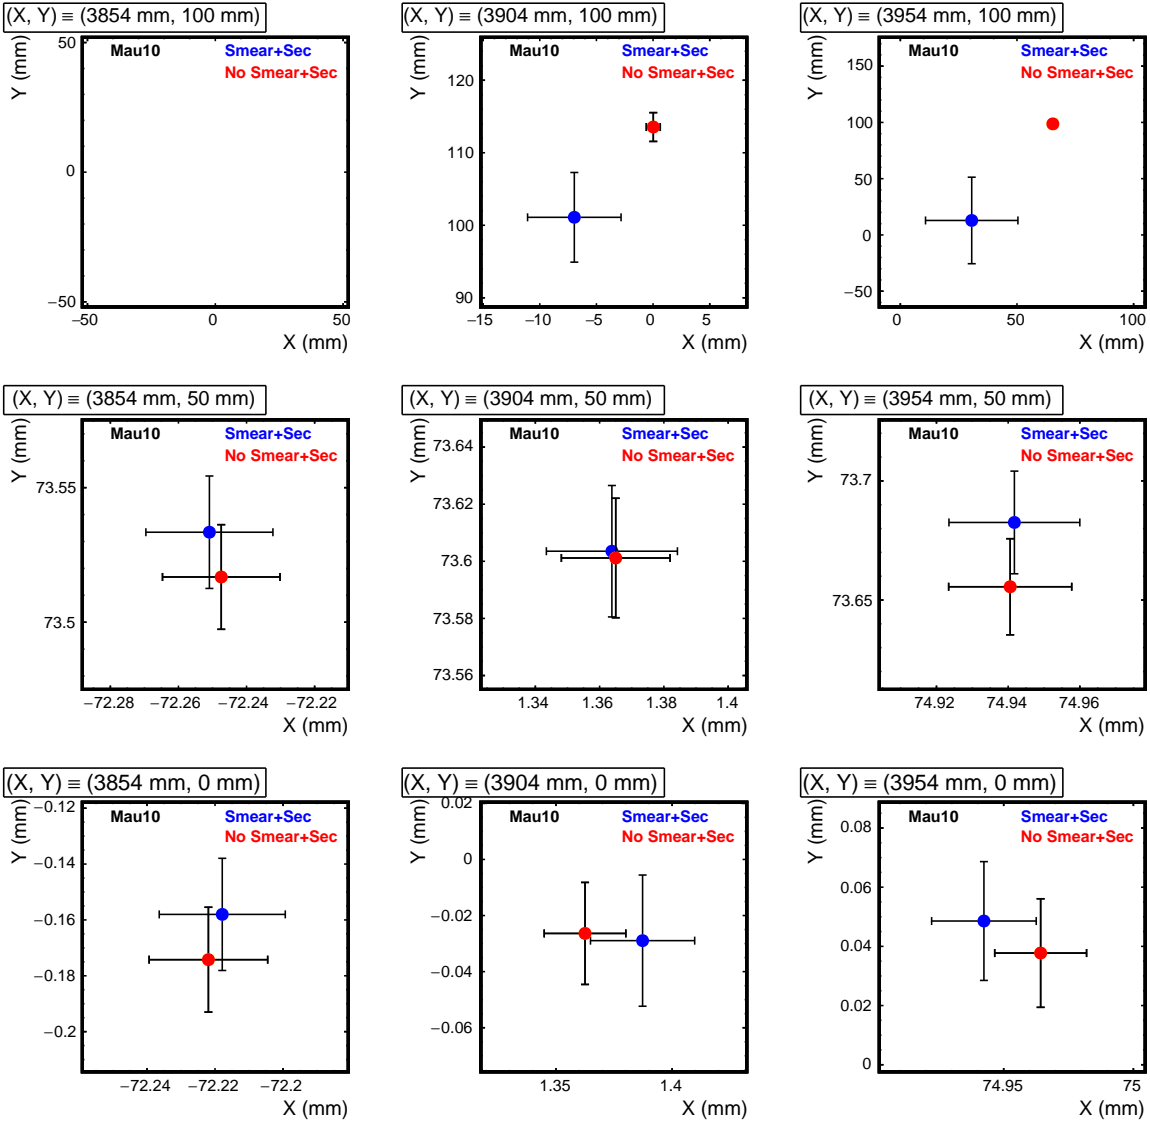 (X, Y) ≡ (3854 mm, 100 mm)
Y (mm)
Mau10
Smear+Sec
No Smear+Sec
50
0
−50
−50 0 50
X (mm)
(X, Y) ≡ (3904 mm, 100 mm)
Y (mm)
Mau10
Smear+Sec
No Smear+Sec
120
110
100
90
−15 −10 −5 0 5
X (mm)
(X, Y) ≡ (3954 mm, 100 mm)
Y (mm)
Mau10
Smear+Sec
No Smear+Sec
150
100
50
0
−50
0 50 100
X (mm)
(X, Y) ≡ (3854 mm, 50 mm)
Y (mm)
Mau10
Smear+Sec
No Smear+Sec
73.55
73.5
−72.28 −72.26 −72.24 −72.22
X (mm)
(X, Y) ≡ (3904 mm, 50 mm)
Y (mm)
Mau10
Smear+Sec
No Smear+Sec
73.64
73.62
73.6
73.58
73.56
1.34 1.36 1.38 1.4
X (mm)
(X, Y) ≡ (3954 mm, 50 mm)
Y (mm)
Mau10
Smear+Sec
No Smear+Sec
73.7
73.65
74.92 74.94 74.96
X (mm)
(X, Y) ≡ (3854 mm, 0 mm)
Y (mm)
Mau10
Smear+Sec
No Smear+Sec
−0.12
−0.14
−0.16
−0.18
−0.2
−72.24 −72.22 −72.2
X (mm)
(X, Y) ≡ (3904 mm, 0 mm)
Y (mm)
Mau10
Smear+Sec
No Smear+Sec
0.02
0
−0.02
−0.04
−0.06
1.35 1.4
X (mm)
(X, Y) ≡ (3954 mm, 0 mm)
Y (mm)
Mau10
Smear+Sec
No Smear+Sec
0.08
0.06
0.04
0.02
0
74.95 75
X (mm)